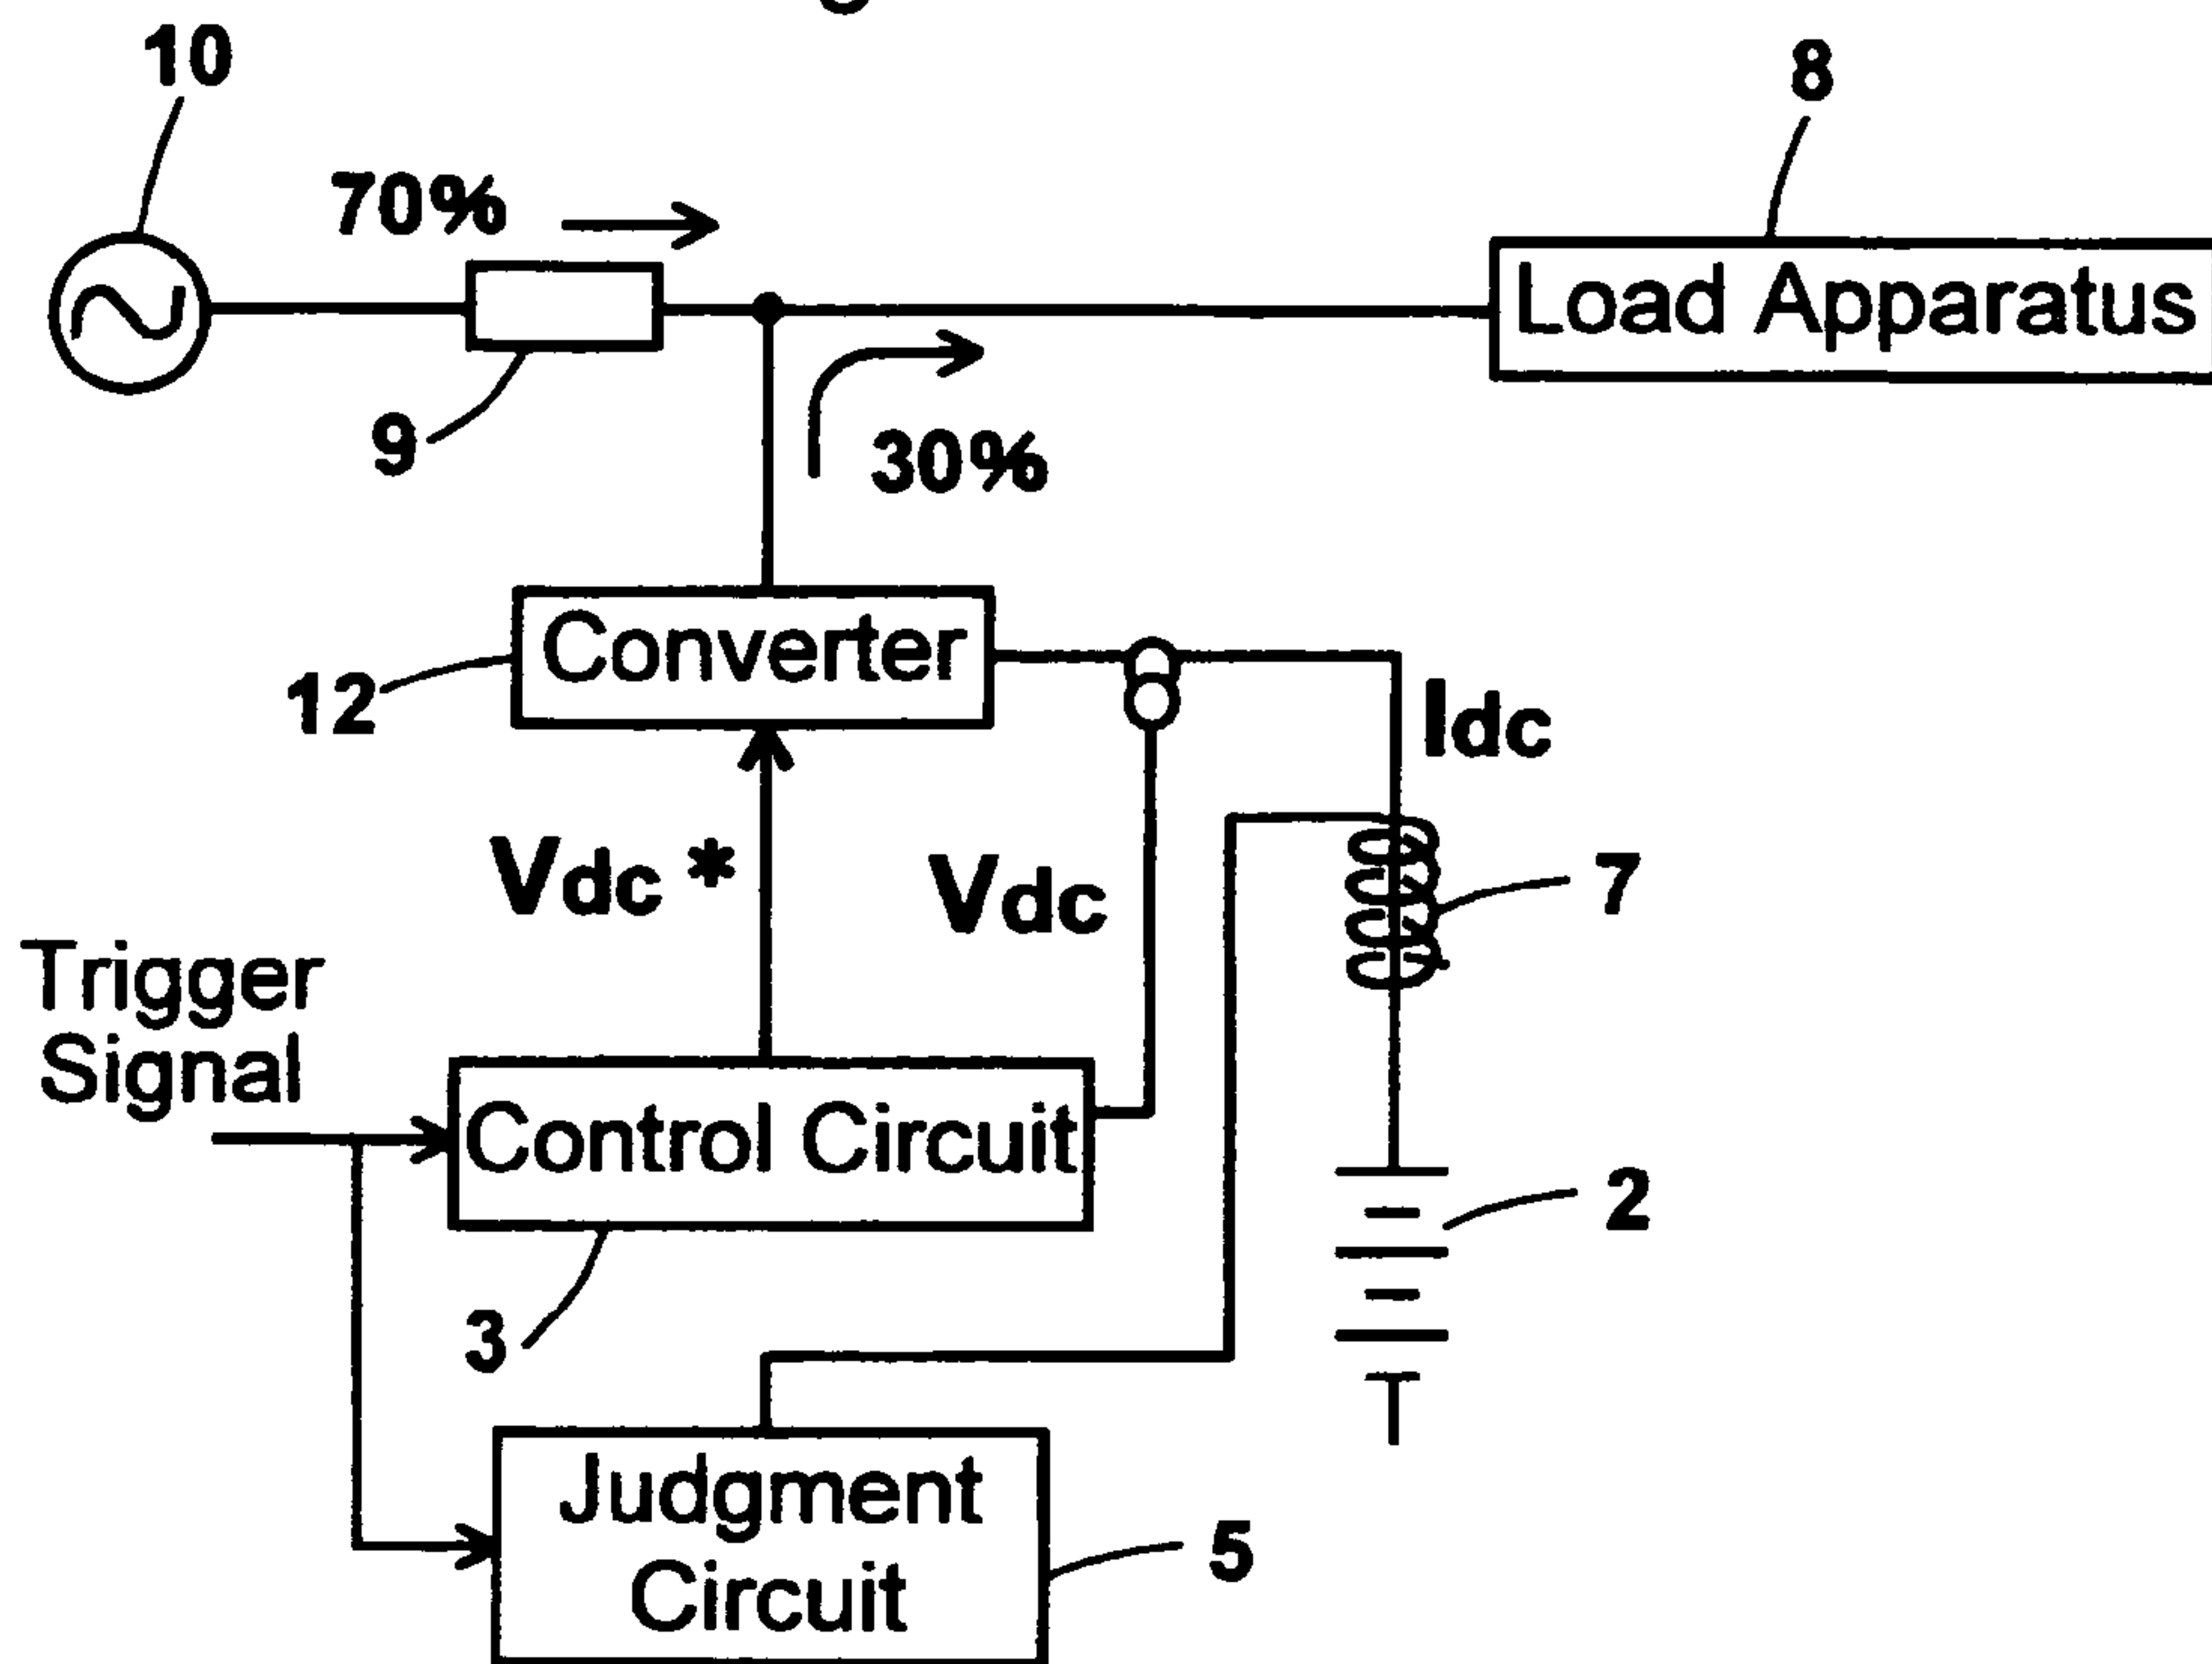 10
8
70%
Load Apparatus
9
30%
Converter
12
Idc
Vdc *
Vdc
7
Trigger
Signal
Control Circuit
2
3
Judgment
Circuit
5